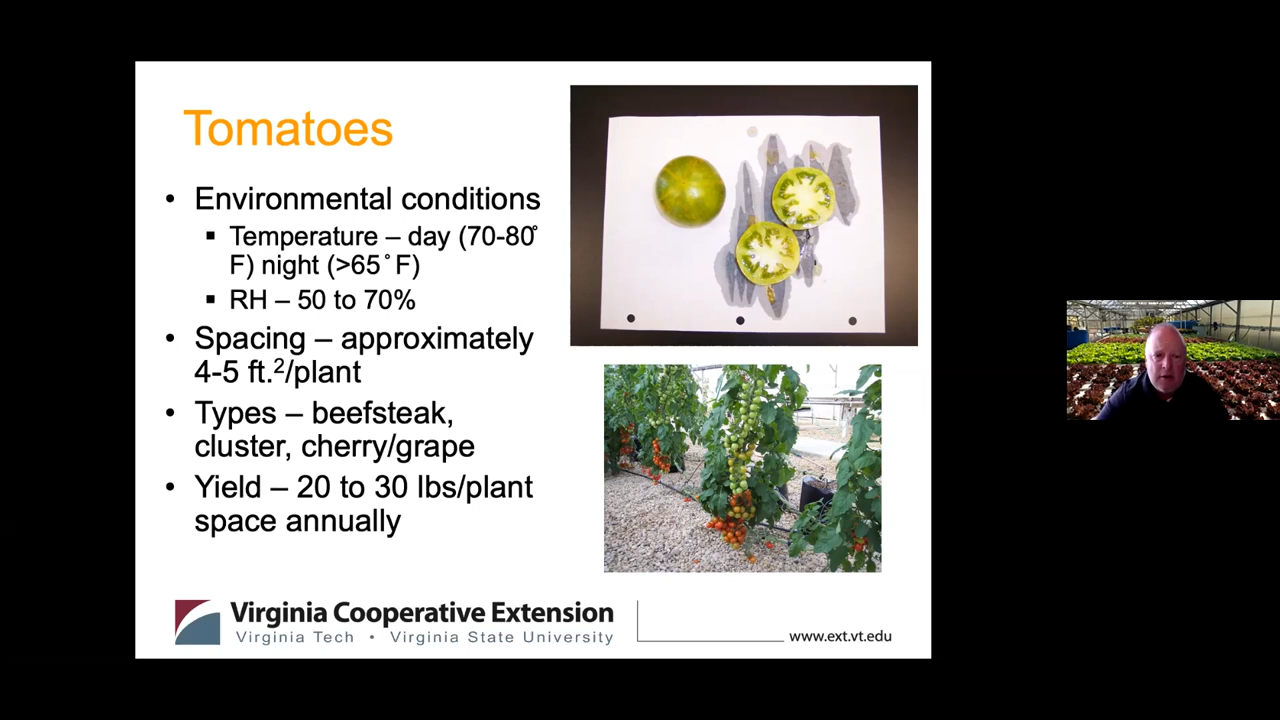 Tomatoes
• Environmental conditions
▪ Temperature – day (70-80°
F) night (>65°F)
▪ RH – 50 to 70%
• Spacing – approximately
4-5 ft.²/plant
• Types – beefsteak,
cluster, cherry/grape
• Yield – 20 to 30 lbs/plant
space annually
Virginia Cooperative Extension
Virginia Tech • Virginia State University
www.ext.vt.edu